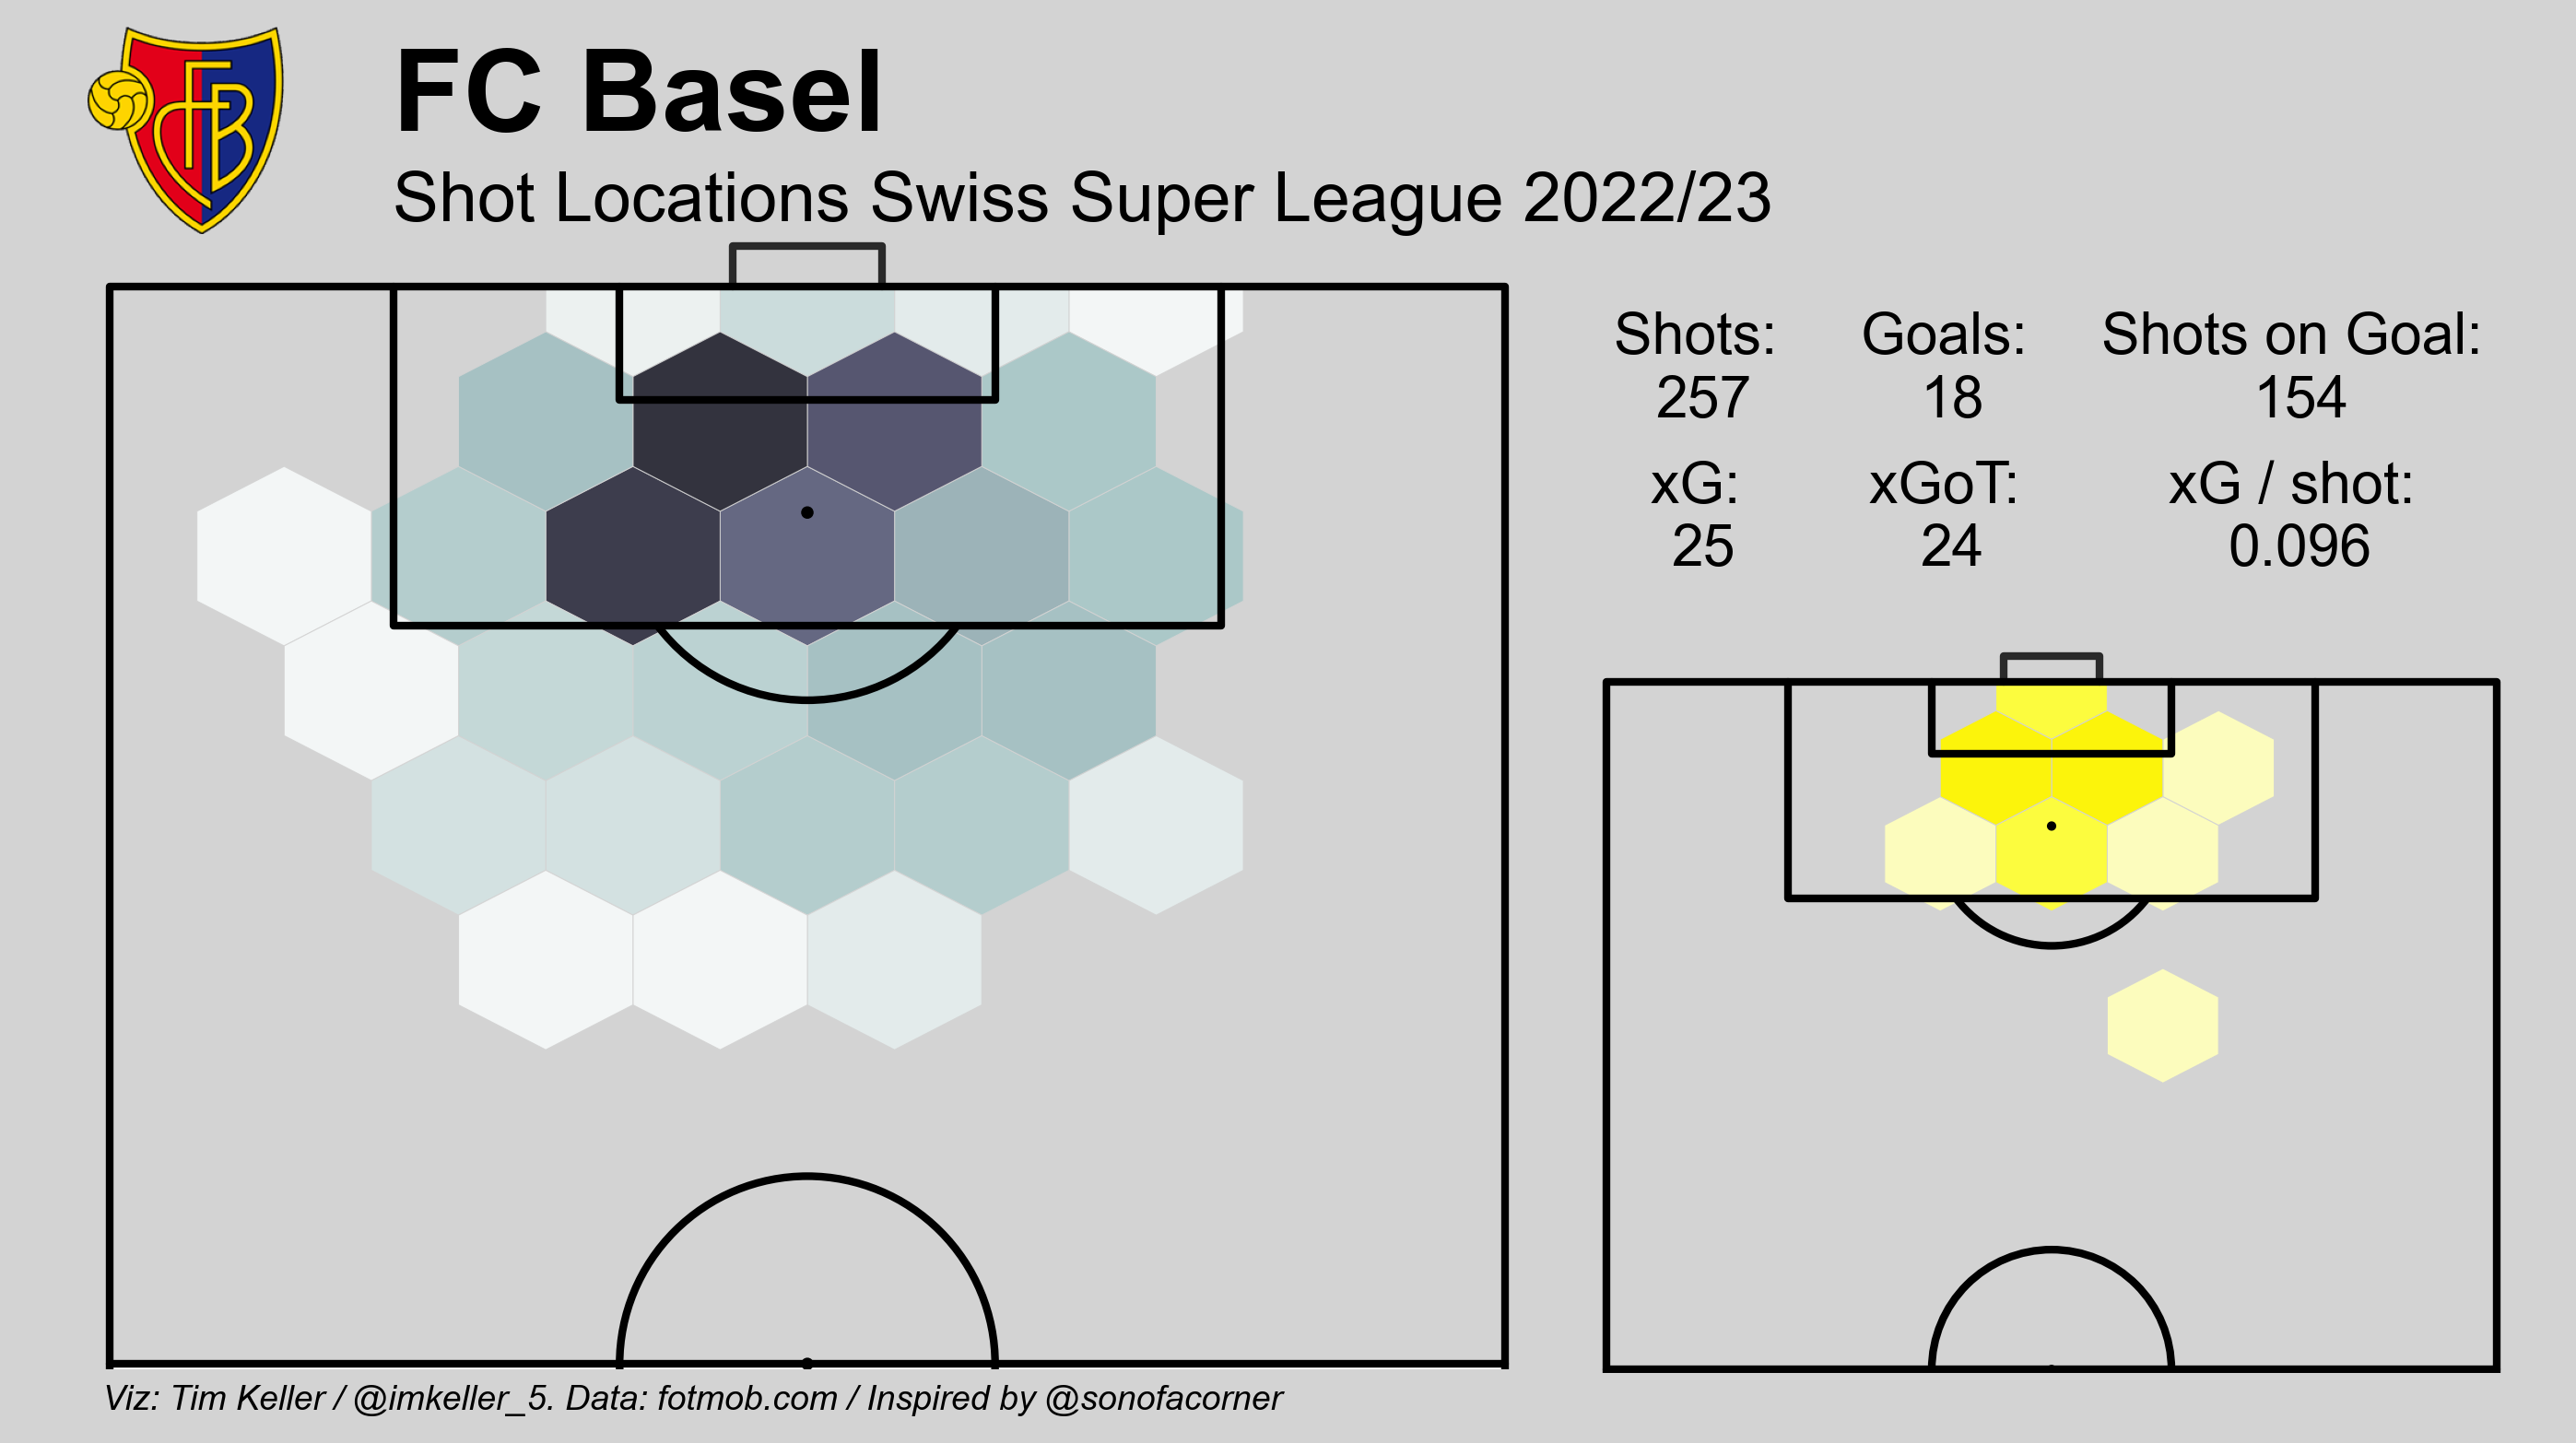 FCB
FC Basel
Shot Locations Swiss Super League 2022/23
Shots: Goals: Shots on Goal:
257 18 154
xG: xGoT: xG / shot:
25 24 0.096
Viz: Tim Keller / @imkeller_5. Data: fotmob.com / Inspired by @sonofacorner